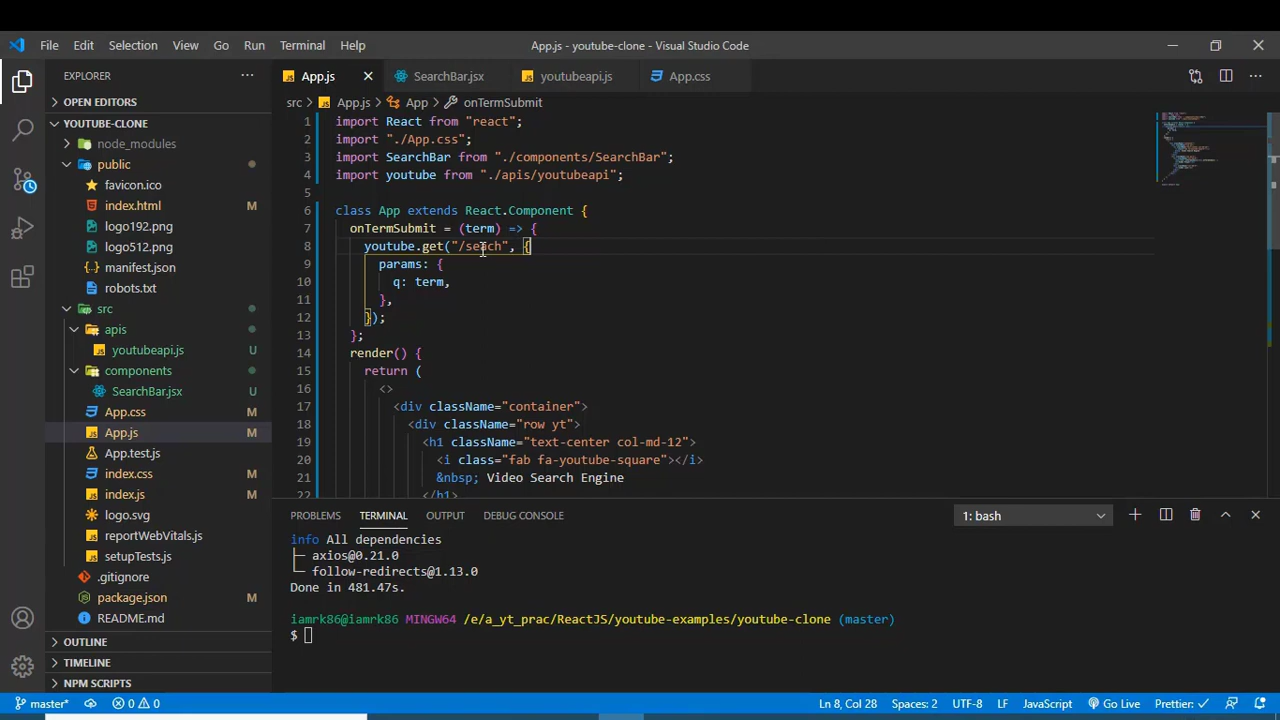 File Edit Selection View Go Run Terminal Help App.js - youtube-clone - Visual Studio Code
EXPLORER
OPEN EDITORS
YOUTUBE-CLONE
node_modules
public
favicon.ico
index.html M
logo192.png
logo512.png
manifest.json
robots.txt
src
apis
youtubeapi.js U
components
SearchBar.jsx U
App.css M
App.js M
App.test.js
index.css M
index.js M
logo.svg
reportWebVitals.js
setupTests.js
.gitignore
package.json M
README.md
OUTLINE
TIMELINE
NPM SCRIPTS
App.js SearchBar.jsx youtubeapi.js App.css
src App.js App onTermSubmit
1 import React from "react";
2 import "./App.css";
3 import SearchBar from "./components/SearchBar";
4 import youtube from "./apis/youtubeapi";
5
6 class App extends React.Component {
7 onTermSubmit = (term) => {
8 youtube.get("/seach", {
9 params: {
10 q: term,
11 },
12 });
13 };
14 render() {
15 return (
16 <>
17 <div className="container">
18 <div className="row yt">
19 <h1 className="text-center col-md-12">
20 <i class="fab fa-youtube-square"></i>
21 &nbsp; Video Search Engine
22 </h1>
PROBLEMS TERMINAL OUTPUT DEBUG CONSOLE 1: bash
info All dependencies
├─ axios@0.21.0
└─ follow-redirects@1.13.0
Done in 481.47s.
iamrk86@iamrk86 MINGW64 /e/a_yt_prac/ReactJS/youtube-examples/youtube-clone (master)
$
master* 0 0 Ln 8, Col 28 Spaces: 2 UTF-8 LF JavaScript Go Live Prettier: ✓